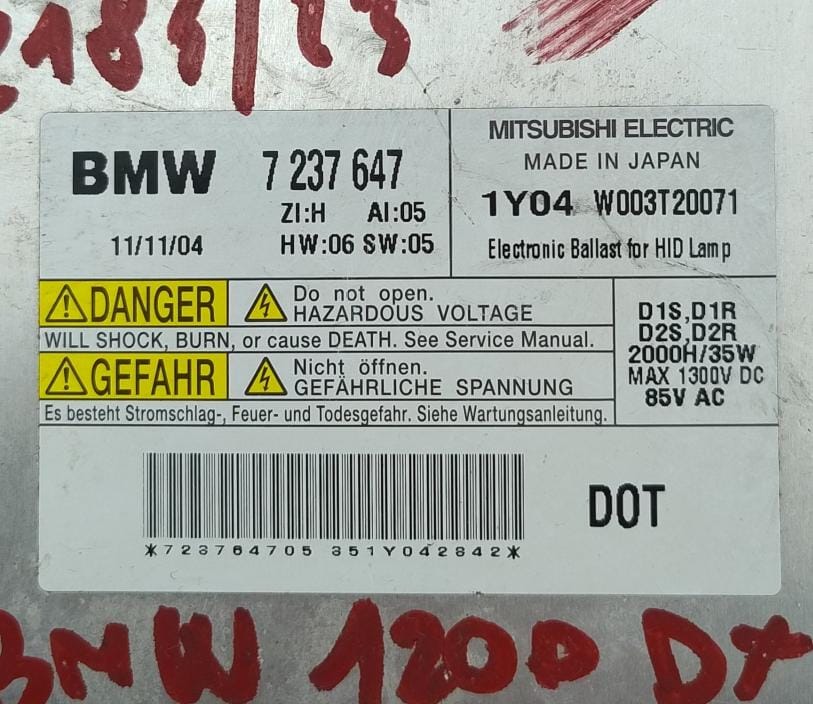 2185/23
BMW 7 237 647
ZI:H AI:05
11/11/04 HW:06 SW:05
MITSUBISHI ELECTRIC
MADE IN JAPAN
1Y04 W003T20071
Electronic Ballast for HID Lamp
DANGER
Do not open.
HAZARDOUS VOLTAGE
WILL SHOCK, BURN, or cause DEATH. See Service Manual.
GEFAHR
Nicht öffnen.
GEFÄHRLICHE SPANNUNG
Es besteht Stromschlag-, Feuer- und Todesgefahr. Siehe Wartungsanleitung.
D1S,D1R
D2S,D2R
2000H/35W
MAX 1300V DC
85V AC
*723764705 351Y042842*
DOT
BMW 120D